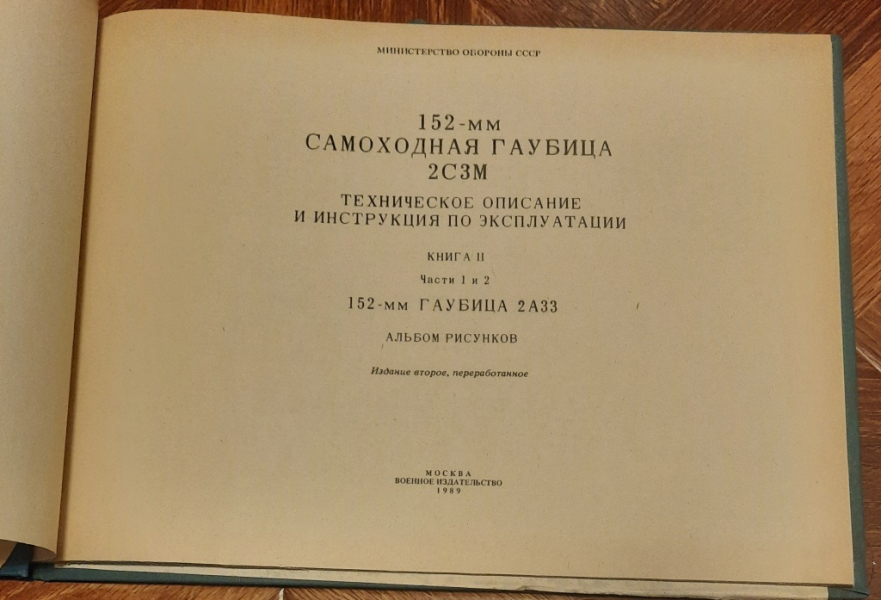 МИНИСТЕРСТВО ОБОРОНЫ СССР
152-мм
САМОХОДНАЯ ГАУБИЦА
2С3М
ТЕХНИЧЕСКОЕ ОПИСАНИЕ
И ИНСТРУКЦИЯ ПО ЭКСПЛУАТАЦИИ
КНИГА II
Части 1 и 2
152-мм ГАУБИЦА 2А33
АЛЬБОМ РИСУНКОВ
Издание второе, переработанное
МОСКВА
ВОЕННОЕ ИЗДАТЕЛЬСТВО
1989